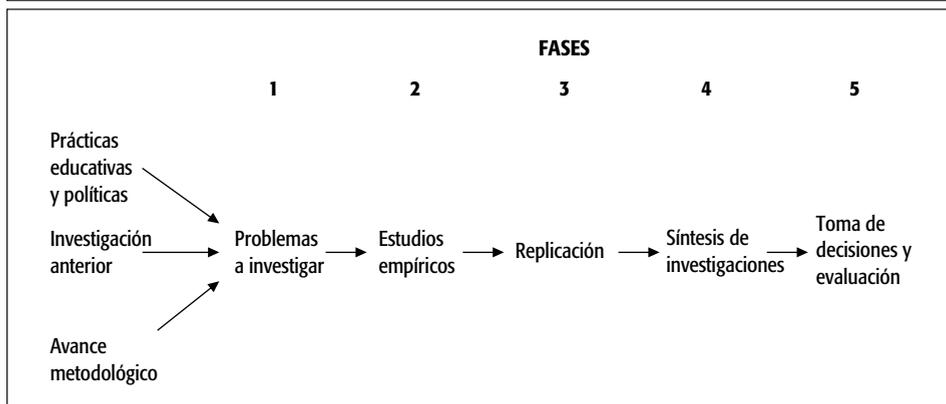 FASES
1 2 3 4 5
Prácticas
educativas
y políticas
Investigación
anterior
Avance
metodológico
Problemas
a investigar
Estudios
empíricos
Replicación
Síntesis de
investigaciones
Toma de
decisiones y
evaluación